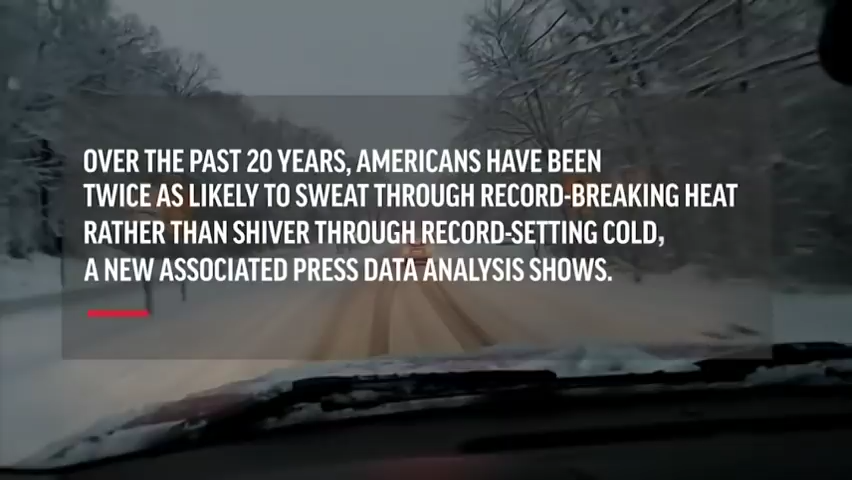 OVER THE PAST 20 YEARS, AMERICANS HAVE BEEN
TWICE AS LIKELY TO SWEAT THROUGH RECORD-BREAKING HEAT
RATHER THAN SHIVER THROUGH RECORD-SETTING COLD,
A NEW ASSOCIATED PRESS DATA ANALYSIS SHOWS.